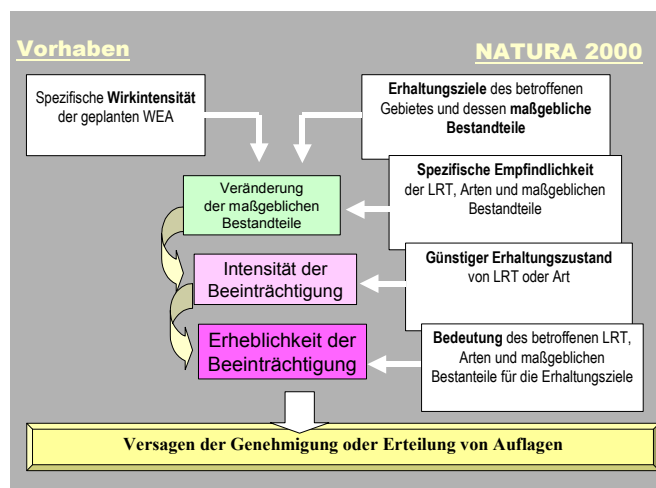 Vorhaben
NATURA 2000
Spezifische Wirkintensität
der geplanten WEA
Erhaltungsziele des betroffenen
Gebietes und dessen maßgebliche
Bestandteile
Spezifische Empfindlichkeit
der LRT, Arten und maßgeblichen
Bestandteile
Veränderung
der maßgeblichen
Bestandteile
Günstiger Erhaltungszustand
von LRT oder Art
Intensität der
Beeinträchtigung
Bedeutung des betroffenen LRT,
Arten und maßgeblichen
Bestanteile für die Erhaltungsziele
Erheblichkeit der
Beeinträchtigung
Versagen der Genehmigung oder Erteilung von Auflagen